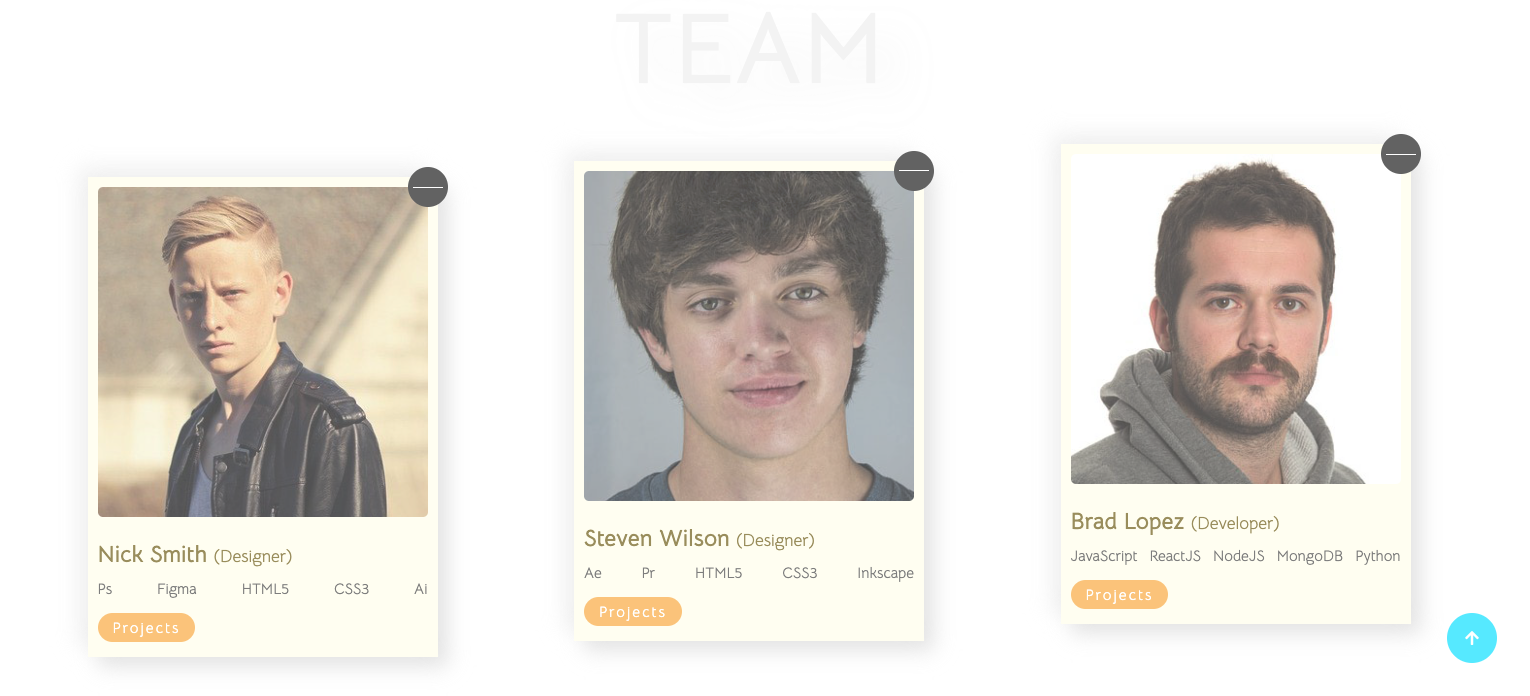 TEAM
Nick Smith (Designer)
Ps Figma HTML5 CSS3 Ai
Projects
Steven Wilson (Designer)
Ae Pr HTML5 CSS3 Inkscape
Projects
Brad Lopez (Developer)
JavaScript ReactJS NodeJS MongoDB Python
Projects